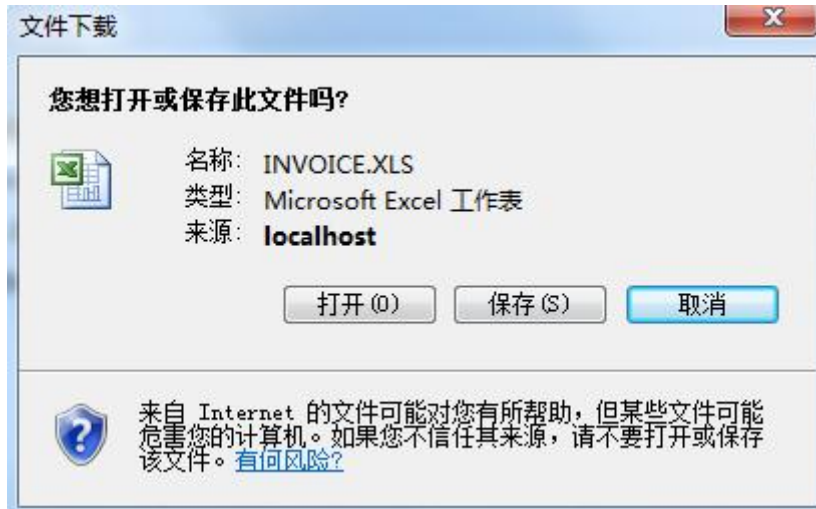 文件下载
您想打开或保存此文件吗?
名称: INVOICE.XLS
类型: Microsoft Excel 工作表
来源: localhost
打开(O) 保存(S) 取消
来自 Internet 的文件可能对您有所帮助，但某些文件可能
危害您的计算机。如果您不信任其来源，请不要打开或保存
该文件。有何风险?